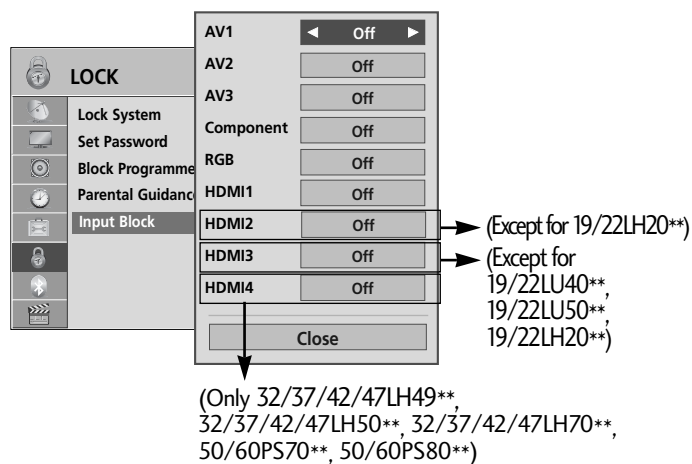 LOCK
Lock System
Set Password
Block Programme
Parental Guidanc
Input Block
AV1 ◄ Off ►
AV2 Off
AV3 Off
Component Off
RGB Off
HDMI1 Off
HDMI2 Off
HDMI3 Off
HDMI4 Off
Close
(Except for 19/22LH20**)
(Except for
19/22LU40**,
19/22LU50**,
19/22LH20**)
(Only 32/37/42/47LH49**,
32/37/42/47LH50**, 32/37/42/47LH70**,
50/60PS70**, 50/60PS80**)